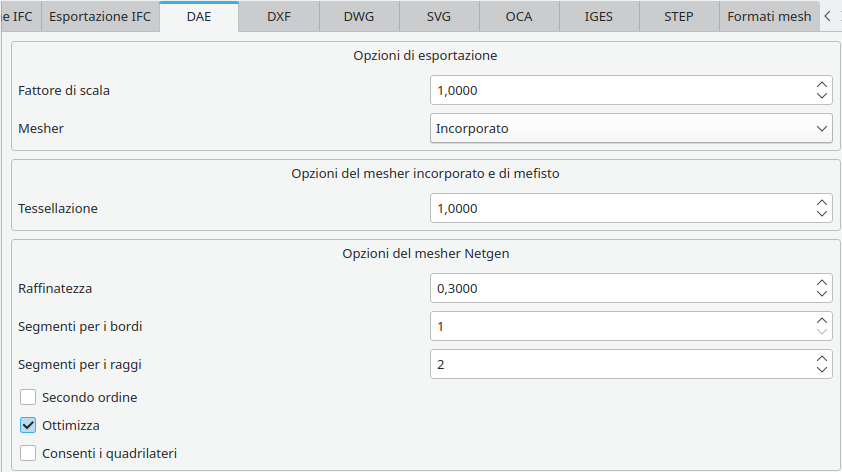 e IFC Esportazione IFC DAE DXF DWG SVG OCA IGES STEP Formati mesh
Opzioni di esportazione
Fattore di scala 1,0000
Mesher Incorporato
Opzioni del mesher incorporato e di mefisto
Tessellazione 1,0000
Opzioni del mesher Netgen
Raffinatezza 0,3000
Segmenti per i bordi 1
Segmenti per i raggi 2
Secondo ordine
Ottimizza
Consenti i quadrilateri